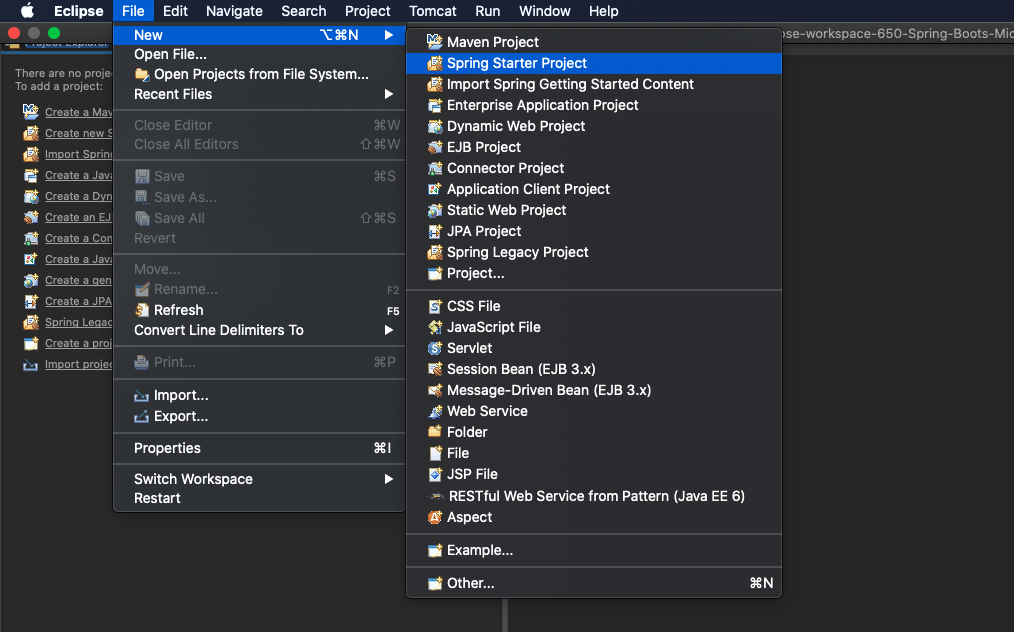 Eclipse File Edit Navigate Search Project Tomcat Run Window Help
ose-workspace-650-Spring-Boots-Mic
Project Explorer
There are no proje
To add a project:
Create a Mav
Create new S
Import Spring
Create a Java
Create a Dyn
Create an EJ
Create a Con
Create a Java
Create a gen
Create a JPA
Spring Legac
Create a proj
Import projec
New ⌥⌘N
Open File...
Open Projects from File System...
Recent Files
Close Editor ⌘W
Close All Editors ⇧⌘W
Save ⌘S
Save As...
Save All ⇧⌘S
Revert
Move...
Rename... F2
Refresh F5
Convert Line Delimiters To
Print... ⌘P
Import...
Export...
Properties ⌘I
Switch Workspace
Restart
Maven Project
Spring Starter Project
Import Spring Getting Started Content
Enterprise Application Project
Dynamic Web Project
EJB Project
Connector Project
Application Client Project
Static Web Project
JPA Project
Spring Legacy Project
Project...
CSS File
JavaScript File
Servlet
Session Bean (EJB 3.x)
Message-Driven Bean (EJB 3.x)
Web Service
Folder
File
JSP File
RESTful Web Service from Pattern (Java EE 6)
Aspect
Example...
Other... ⌘N